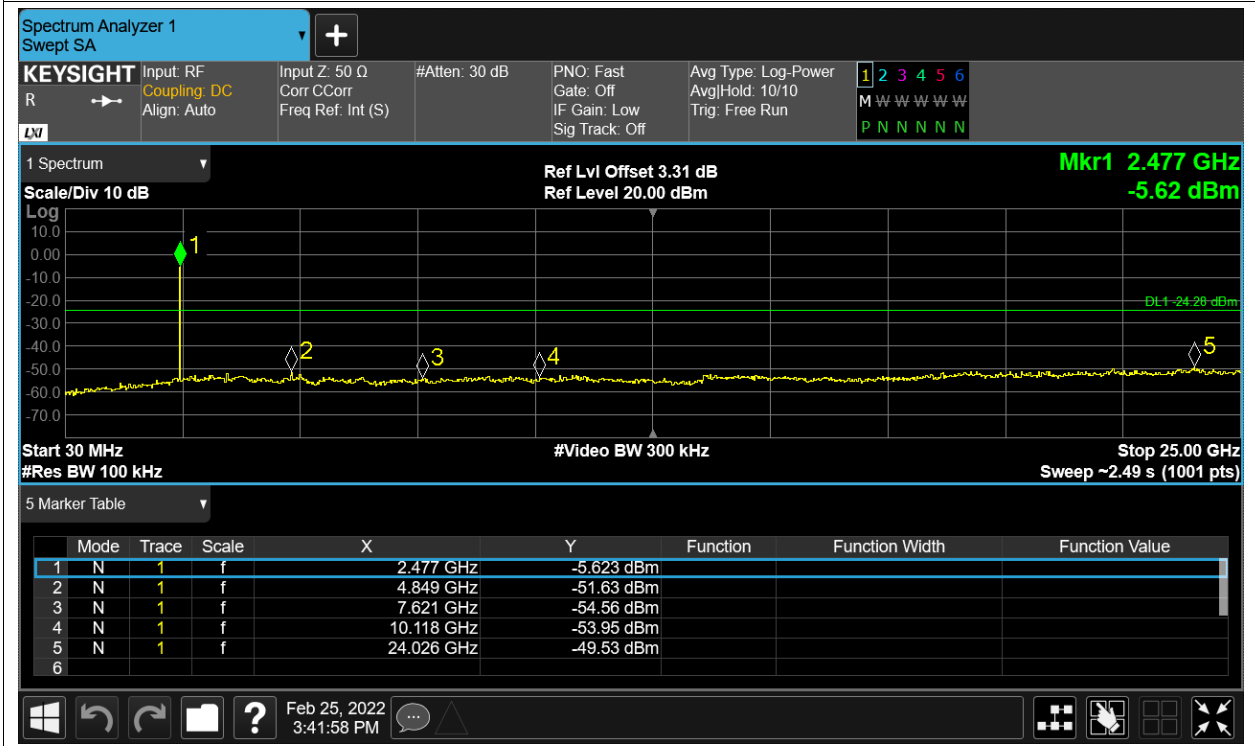 Spectrum Analyzer 1
Swept SA
+
KEYSIGHT Input: RF Input Z: 50 Ω #Atten: 30 dB PNO: Fast Avg Type: Log-Power 1 2 3 4 5 6
R Coupling: DC Corr CCorr Gate: Off Avg|Hold: 10/10 M W W W W W
Align: Auto Freq Ref: Int (S) IF Gain: Low Trig: Free Run
LXI Sig Track: Off P N N N N N
1 Spectrum Ref Lvl Offset 3.31 dB Mkr1 2.477 GHz
Scale/Div 10 dB Ref Level 20.00 dBm -5.62 dBm
Log
10.0
1
0.00
-10.0
-20.0 DL1 -24.28 dBm
-30.0
-40.0 2 3 4 5
-50.0
-60.0
-70.0
Start 30 MHz #Video BW 300 kHz Stop 25.00 GHz
#Res BW 100 kHz Sweep ~2.49 s (1001 pts)
5 Marker Table
Mode Trace Scale X Y Function Function Width Function Value
1 N 1 f 2.477 GHz -5.623 dBm
2 N 1 f 4.849 GHz -51.63 dBm
3 N 1 f 7.621 GHz -54.56 dBm
4 N 1 f 10.118 GHz -53.95 dBm
5 N 1 f 24.026 GHz -49.53 dBm
6
? Feb 25, 2022
3:41:58 PM